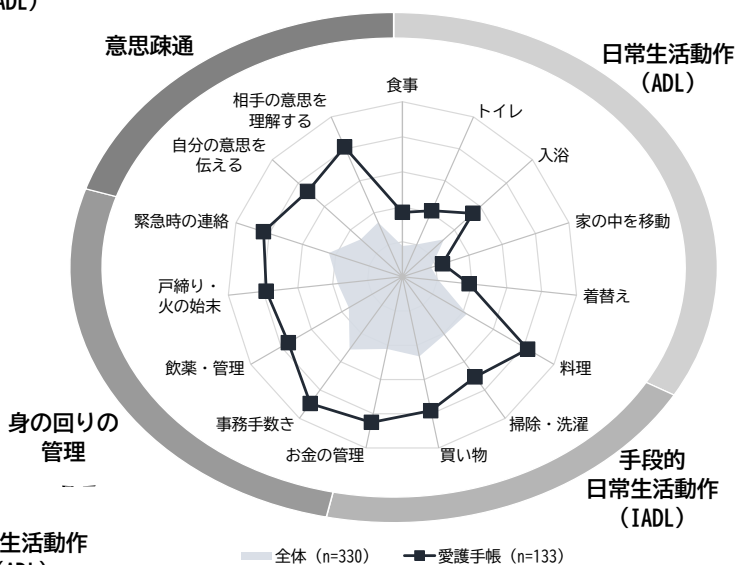 ADL）
意思疎通
日常生活動作
（ADL）
食事
トイレ
入浴
家の中を移動
着替え
料理
掃除・洗濯
買い物
お金の管理
事務手数き
飲薬・管理
戸締り・
火の始末
緊急時の連絡
自分の意思を
伝える
相手の意思を
理解する
身の回りの
管理
手段的
日常生活動作
（IADL）
生活動作
全体（n=330）
愛護手帳（n=133）